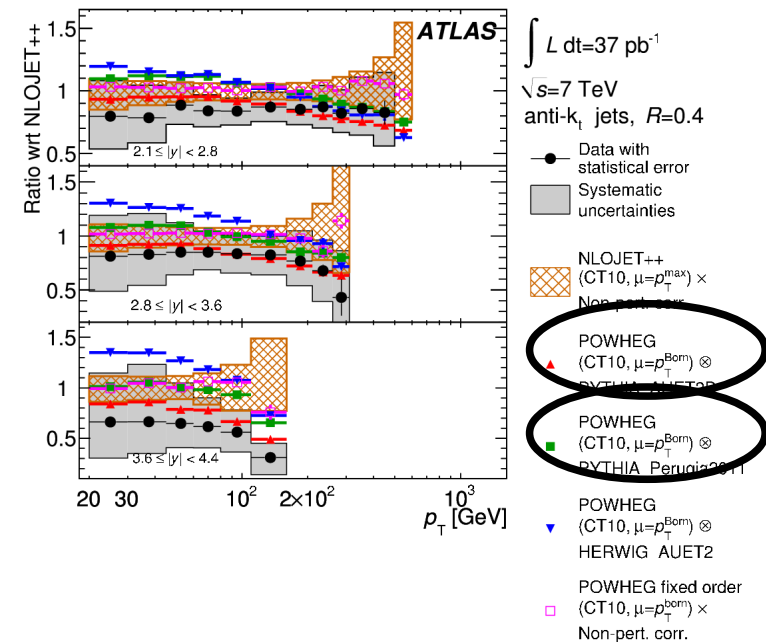 Ratio wrt NLOJET++
1.5
1
0.5
2.1 ≤ |y| < 2.8
1.5
1
0.5
2.8 ≤ |y| < 3.6
1.5
1
0.5
3.6 ≤ |y| < 4.4
20 30 10² 2×10² 10³
p_T [GeV]
ATLAS
∫ L dt=37 pb⁻¹
√s=7 TeV
anti-k_t jets, R=0.4
Data with
statistical error
Systematic
uncertainties
NLOJET++
(CT10, μ=p_T^max) ×
Non-pert. corr.
POWHEG
(CT10, μ=p_T^Born) ⊗
PYTHIA AUET2B
POWHEG
(CT10, μ=p_T^Born) ⊗
PYTHIA Perugia2011
POWHEG
(CT10, μ=p_T^Born) ⊗
HERWIG AUET2
POWHEG fixed order
(CT10, μ=p_T^born) ×
Non-pert. corr.